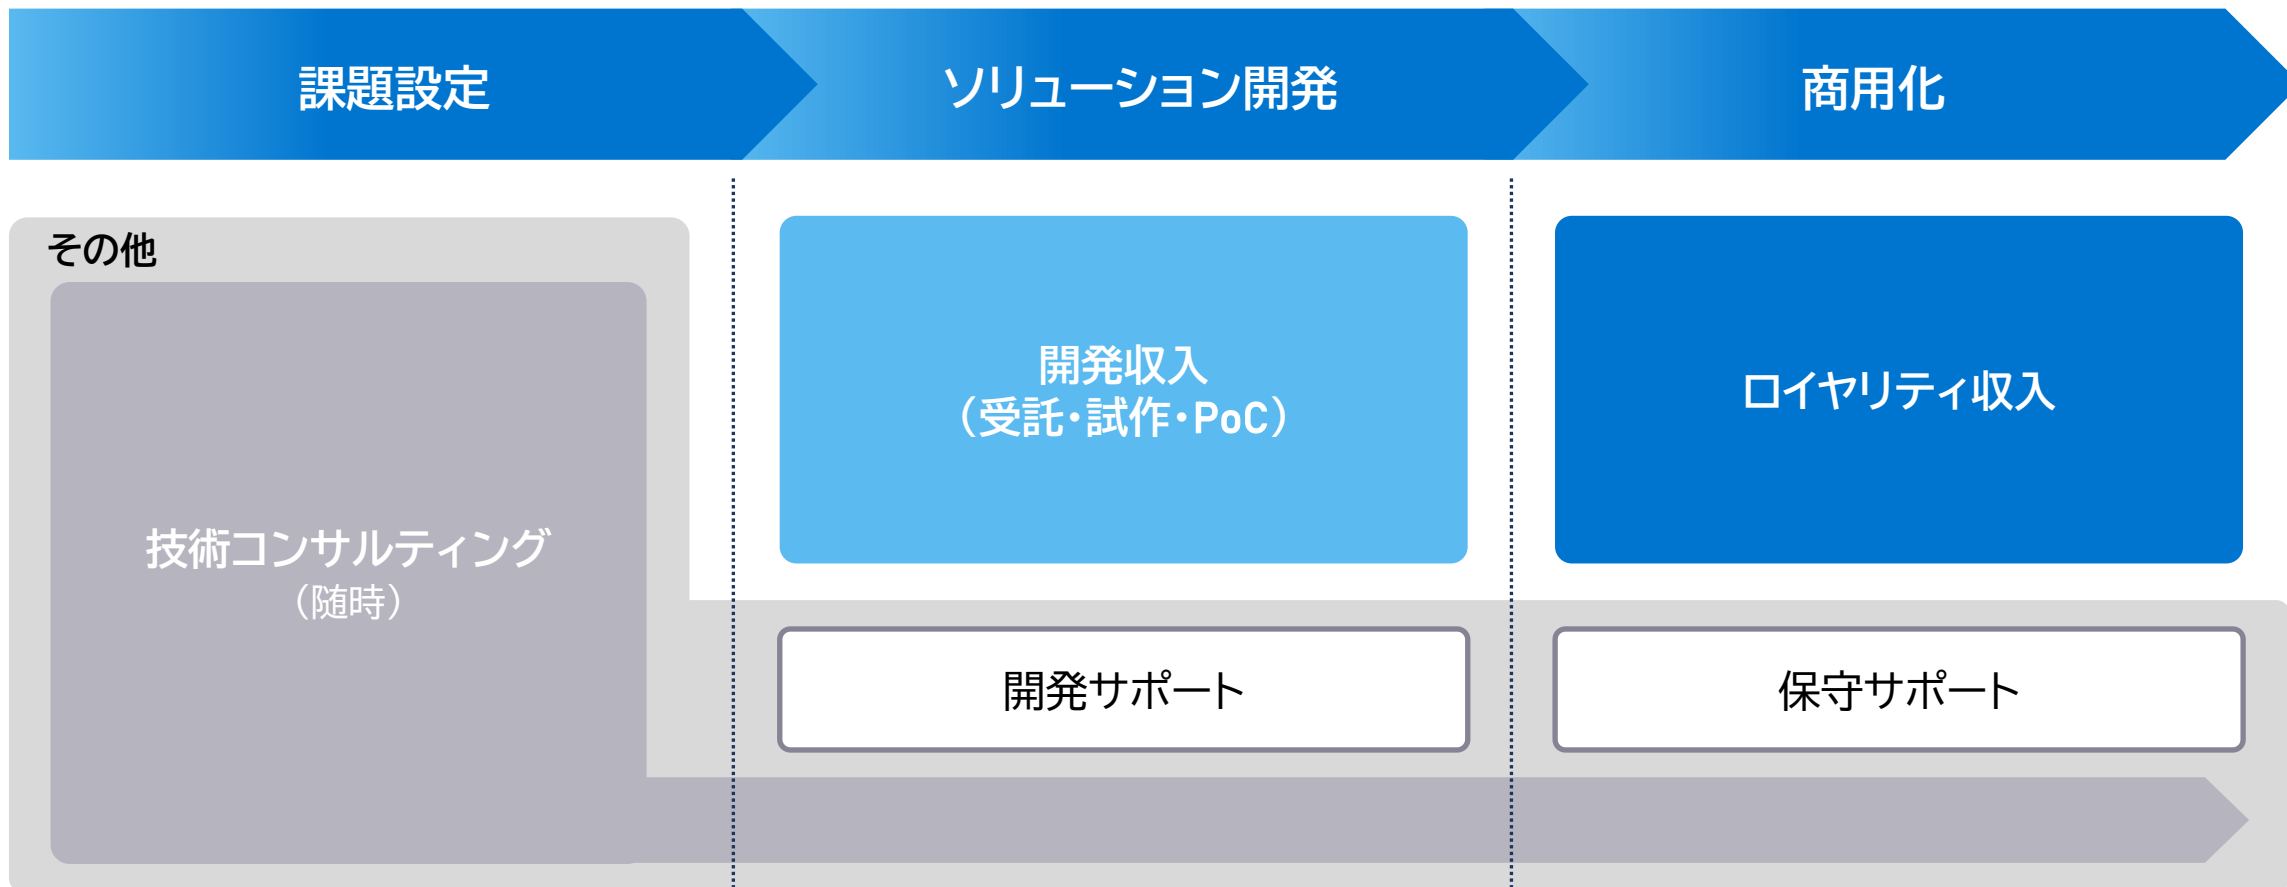 課題設定
ソリューション開発
商用化
その他
技術コンサルティング
（随時）
開発収入
（受託・試作・PoC）
ロイヤリティ収入
開発サポート
保守サポート